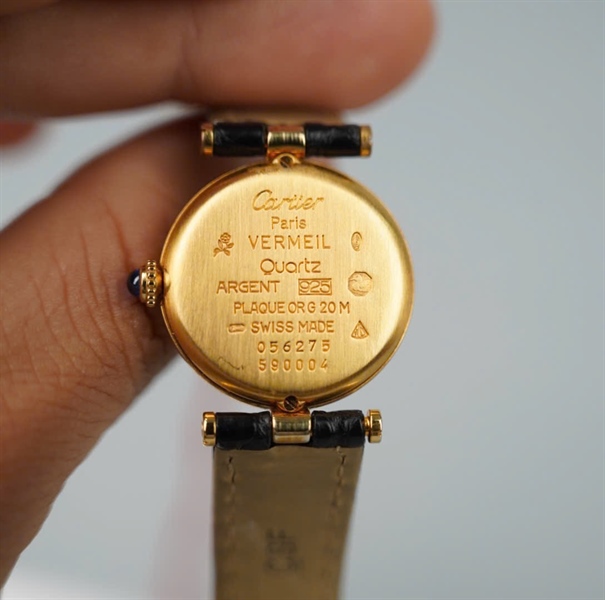 Cartier
Paris
VERMEIL
Quartz
ARGENT 925
PLAQUE OR G 20 M
SWISS MADE
056275
590004